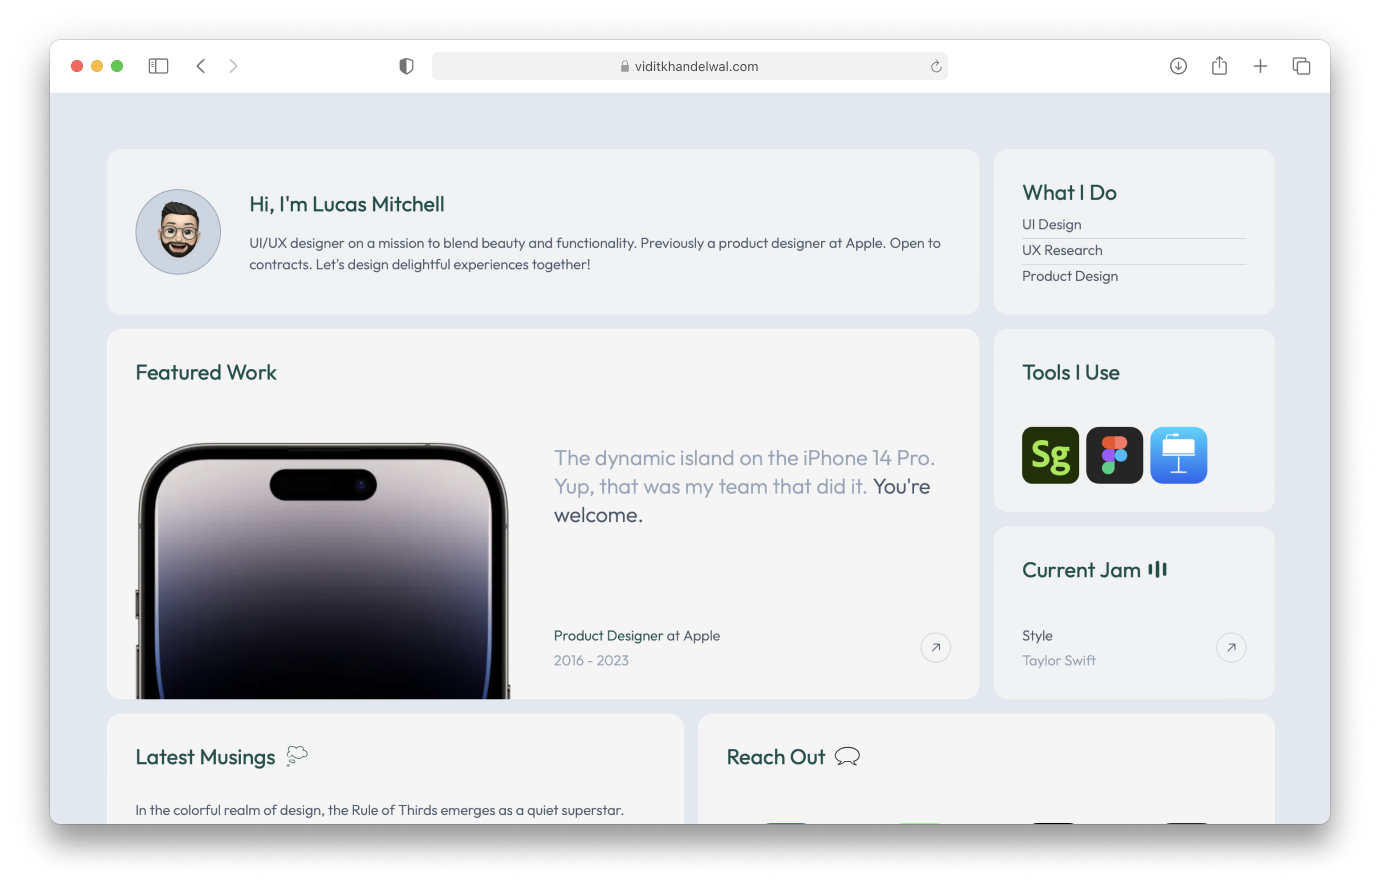 viditkhandelwal.com
Hi, I'm Lucas Mitchell
UI/UX designer on a mission to blend beauty and functionality. Previously a product designer at Apple. Open to
contracts. Let's design delightful experiences together!
What I Do
UI Design
UX Research
Product Design
Featured Work
The dynamic island on the iPhone 14 Pro.
Yup, that was my team that did it. You're
welcome.
Product Designer at Apple
2016 - 2023
Tools I Use
Sg
Current Jam
Style
Taylor Swift
Latest Musings
In the colorful realm of design, the Rule of Thirds emerges as a quiet superstar.
Reach Out